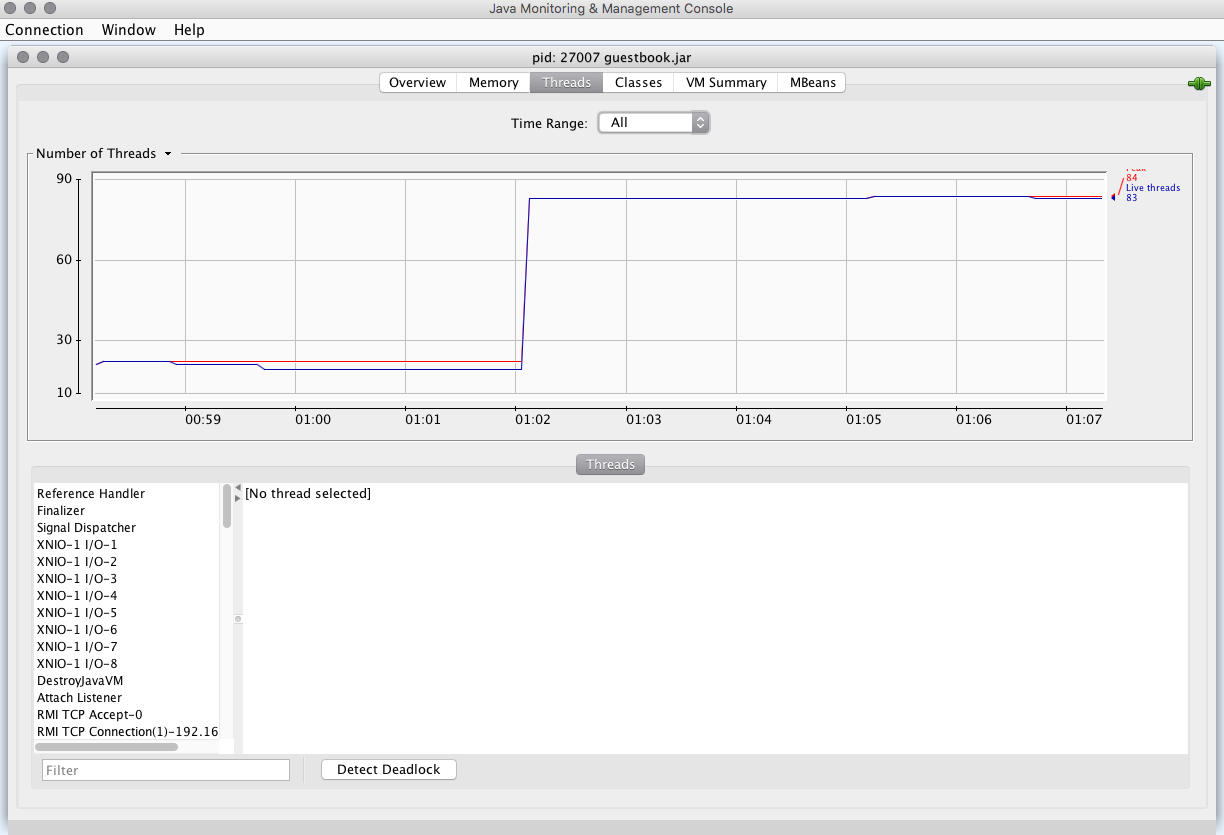 Java Monitoring & Management Console
Connection Window Help
pid: 27007 guestbook.jar
Overview Memory Threads Classes VM Summary MBeans
Time Range: All
Number of Threads
90
60
30
10
84
Live threads
83
00:59 01:00 01:01 01:02 01:03 01:04 01:05 01:06 01:07
Threads
Reference Handler
Finalizer
Signal Dispatcher
XNIO-1 I/O-1
XNIO-1 I/O-2
XNIO-1 I/O-3
XNIO-1 I/O-4
XNIO-1 I/O-5
XNIO-1 I/O-6
XNIO-1 I/O-7
XNIO-1 I/O-8
DestroyJavaVM
Attach Listener
RMI TCP Accept-0
RMI TCP Connection(1)-192.16
[No thread selected]
Filter
Detect Deadlock